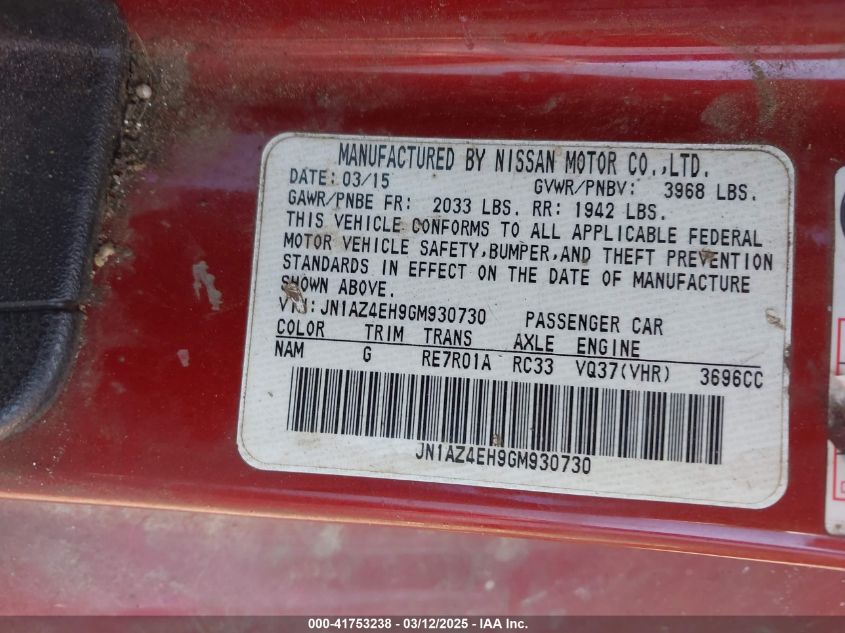 MANUFACTURED BY NISSAN MOTOR CO.,LTD.
DATE: 03/15 GVWR/PNBV: 3968 LBS.
GAWR/PNBE FR: 2033 LBS. RR: 1942 LBS.
THIS VEHICLE CONFORMS TO ALL APPLICABLE FEDERAL
MOTOR VEHICLE SAFETY,BUMPER,AND THEFT PREVENTION
STANDARDS IN EFFECT ON THE DATE OF MANUFACTURE
SHOWN ABOVE.
VIN:JN1AZ4EH9GM930730 PASSENGER CAR
COLOR TRIM TRANS AXLE ENGINE
NAM G RE7R01A RC33 VQ37(VHR) 3696CC
JN1AZ4EH9GM930730
000-41753238 - 03/12/2025 - IAA Inc.